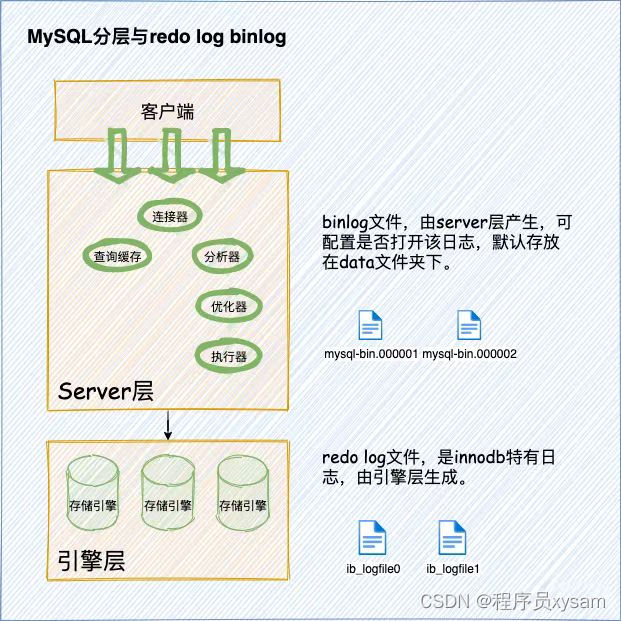 MySQL分层与redo log binlog
客户端
连接器
查询缓存
分析器
优化器
执行器
Server层
binlog文件，由server层产生，可
配置是否打开该日志，默认存放
在data文件夹下。
mysql-bin.000001 mysql-bin.000002
存储引擎 存储引擎 存储引擎
引擎层
redo log文件，是innodb特有日
志，由引擎层生成。
ib_logfile0 ib_logfile1
CSDN @程序员xysam